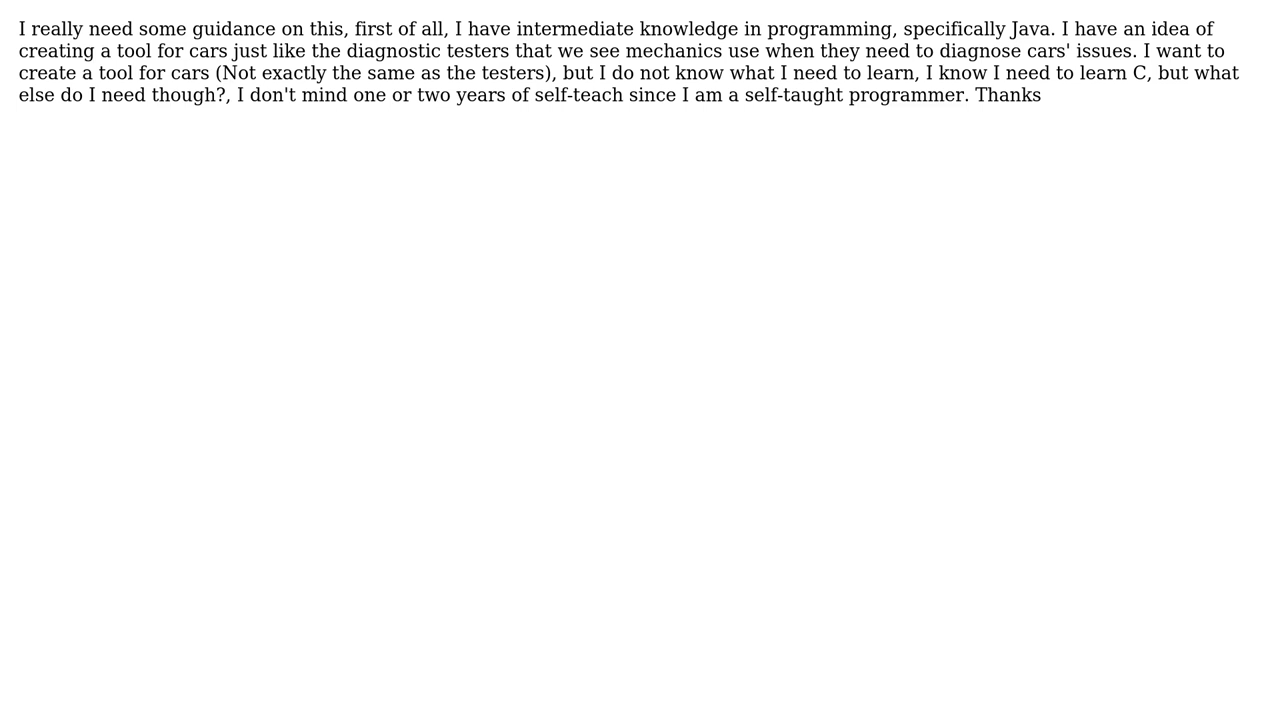 I really need some guidance on this, first of all, I have intermediate knowledge in programming, specifically Java. I have an idea of
creating a tool for cars just like the diagnostic testers that we see mechanics use when they need to diagnose cars' issues. I want to
create a tool for cars (Not exactly the same as the testers), but I do not know what I need to learn, I know I need to learn C, but what
else do I need though?, I don't mind one or two years of self-teach since I am a self-taught programmer. Thanks